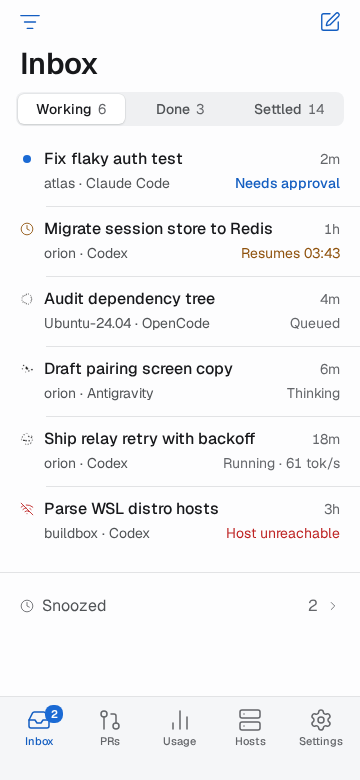 Inbox
Working 6
Done 3
Settled 14
Fix flaky auth test
2m
atlas · Claude Code
Needs approval
Migrate session store to Redis
1h
orion · Codex
Resumes 03:43
Audit dependency tree
4m
Ubuntu-24.04 · OpenCode
Queued
Draft pairing screen copy
6m
orion · Antigravity
Thinking
Ship relay retry with backoff
18m
orion · Codex
Running · 61 tok/s
Parse WSL distro hosts
3h
buildbox · Codex
Host unreachable
Snoozed
2
2
Inbox
PRs
Usage
Hosts
Settings